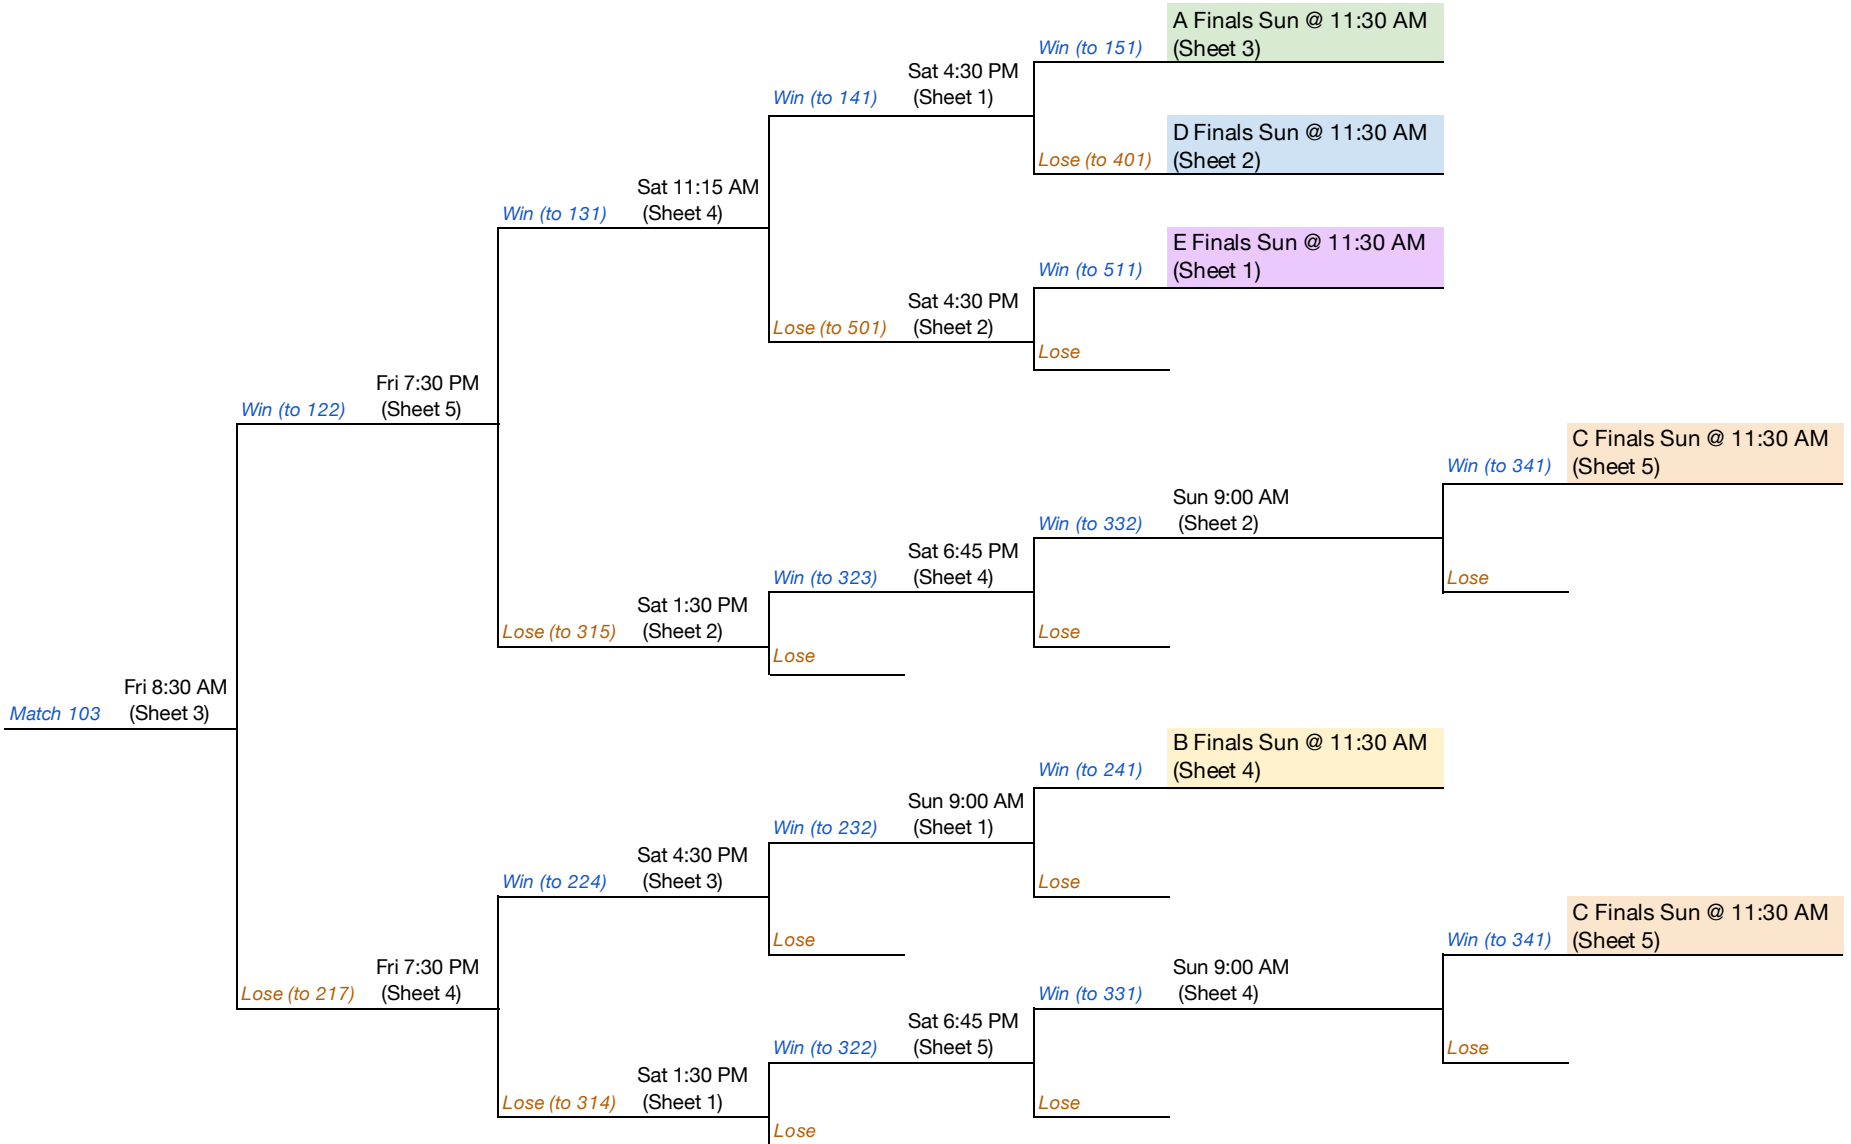 A Finals Sun @ 11:30 AM
Win (to 151)
(Sheet 3)
Sat 4:30 PM
Win (to 141)
(Sheet 1)
D Finals Sun @ 11:30 AM
Lose (to 401)
(Sheet 2)
Sat 11:15 AM
Win (to 131)
(Sheet 4)
E Finals Sun @ 11:30 AM
Win (to 511)
(Sheet 1)
Sat 4:30 PM
Lose (to 501)
(Sheet 2)
Lose
Fri 7:30 PM
Win (to 122)
(Sheet 5)
C Finals Sun @ 11:30 AM
Win (to 341)
(Sheet 5)
Sun 9:00 AM
Win (to 332)
(Sheet 2)
Sat 6:45 PM
Win (to 323)
(Sheet 4)
Lose
Sat 1:30 PM
Lose (to 315)
(Sheet 2)
Lose
Lose
Fri 8:30 AM
Match 103
(Sheet 3)
B Finals Sun @ 11:30 AM
Win (to 241)
(Sheet 4)
Sun 9:00 AM
Win (to 232)
(Sheet 1)
Sat 4:30 PM
Win (to 224)
(Sheet 3)
Lose
C Finals Sun @ 11:30 AM
Win (to 341)
(Sheet 5)
Lose
Fri 7:30 PM
Lose (to 217)
(Sheet 4)
Sun 9:00 AM
Win (to 331)
(Sheet 4)
Sat 6:45 PM
Win (to 322)
(Sheet 5)
Lose
Sat 1:30 PM
Lose (to 314)
(Sheet 1)
Lose
Lose